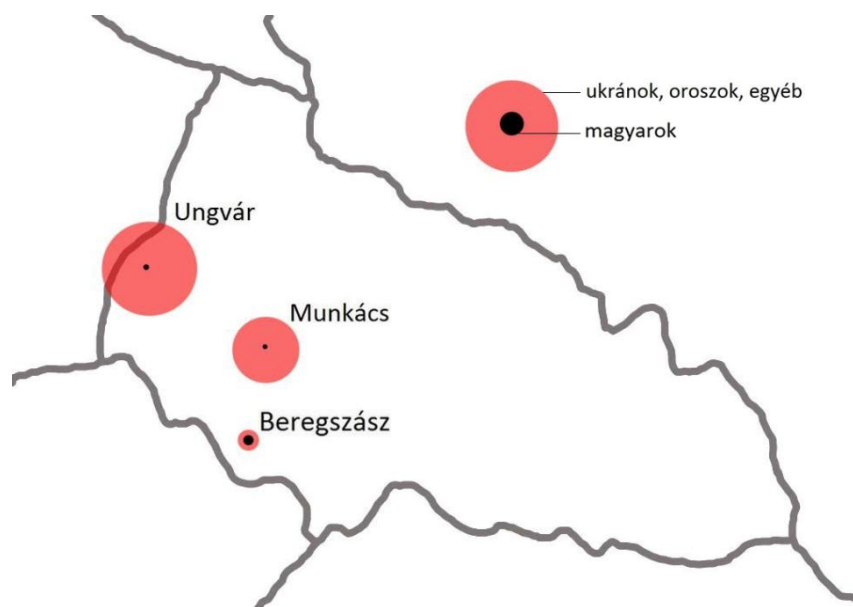 ukránok, oroszok, egyéb
magyarok
Ungvár
Munkács
Beregszász